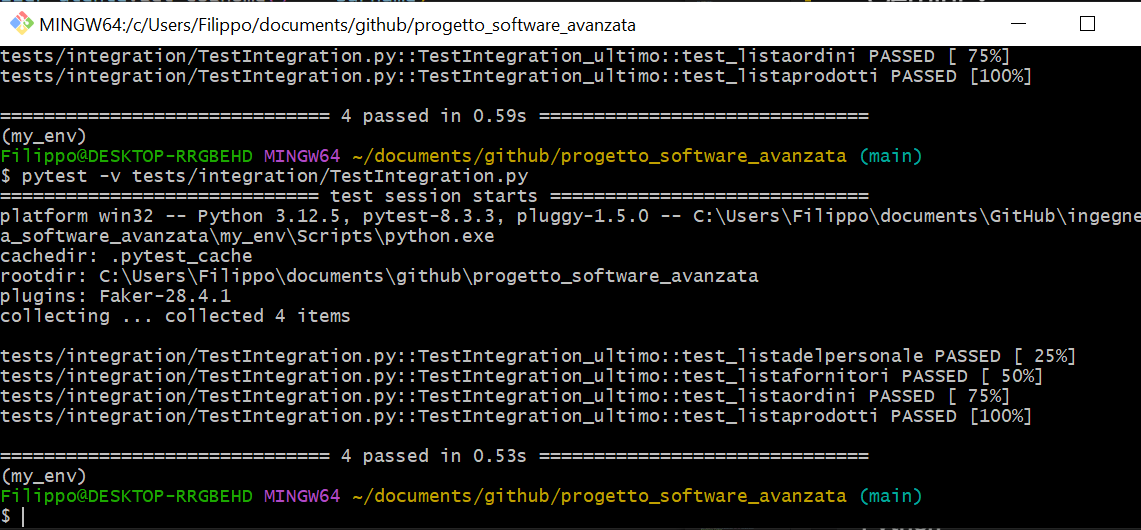 MINGW64:/c/Users/Filippo/documents/github/progetto_software_avanzata
tests/integration/TestIntegration.py::TestIntegration_ultimo::test_listaordini PASSED [ 75%]
tests/integration/TestIntegration.py::TestIntegration_ultimo::test_listaprodotti PASSED [100%]
============================== 4 passed in 0.59s ==============================
(my_env)
Filippo@DESKTOP-RRGBEHD MINGW64 ~/documents/github/progetto_software_avanzata (main)
$ pytest -v tests/integration/TestIntegration.py
============================= test session starts =============================
platform win32 -- Python 3.12.5, pytest-8.3.3, pluggy-1.5.0 -- C:\Users\Filippo\documents\GitHub\ingegne
a_software_avanzata\my_env\Scripts\python.exe
cachedir: .pytest_cache
rootdir: C:\Users\Filippo\documents\github\progetto_software_avanzata
plugins: Faker-28.4.1
collecting ... collected 4 items
tests/integration/TestIntegration.py::TestIntegration_ultimo::test_listadelpersonale PASSED [ 25%]
tests/integration/TestIntegration.py::TestIntegration_ultimo::test_listafornitori PASSED [ 50%]
tests/integration/TestIntegration.py::TestIntegration_ultimo::test_listaordini PASSED [ 75%]
tests/integration/TestIntegration.py::TestIntegration_ultimo::test_listaprodotti PASSED [100%]
============================== 4 passed in 0.53s ==============================
(my_env)
Filippo@DESKTOP-RRGBEHD MINGW64 ~/documents/github/progetto_software_avanzata (main)
$